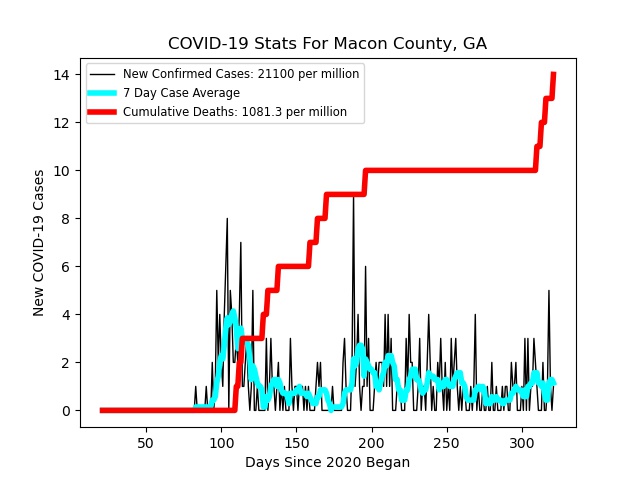 COVID-19 Stats For Macon County, GA
New Confirmed Cases: 21100 per million
7 Day Case Average
Cumulative Deaths: 1081.3 per million
New COVID-19 Cases
14
12
10
8
6
4
2
0
50 100 150 200 250 300
Days Since 2020 Began